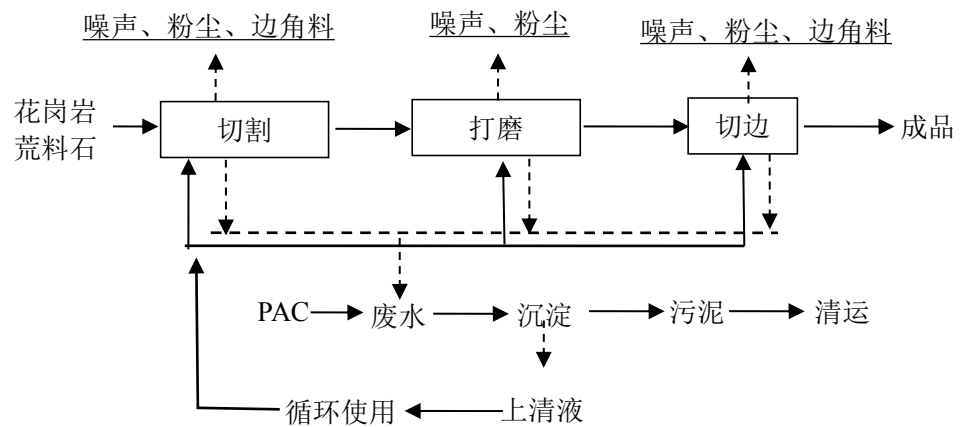 噪声、粉尘、边角料
噪声、粉尘
噪声、粉尘、边角料
花岗岩
荒料石
切割
打磨
切边
成品
PAC
废水
沉淀
污泥
清运
循环使用
上清液